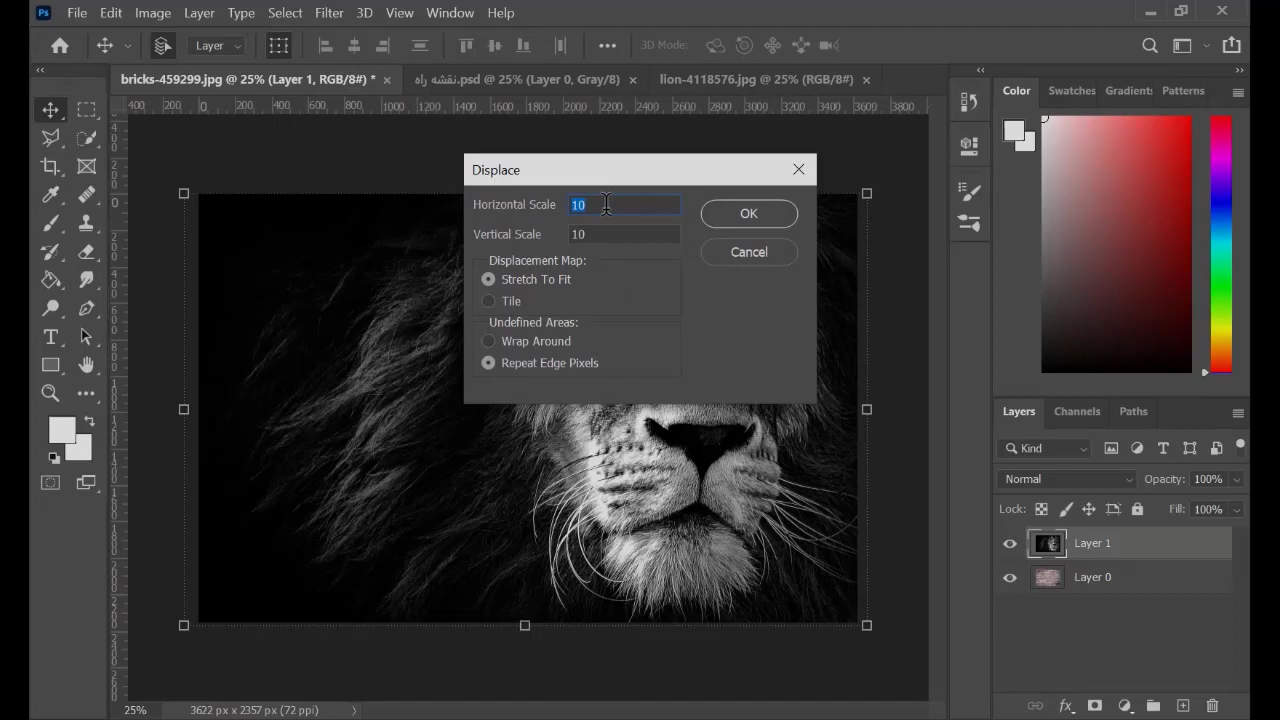 Ps File Edit Image Layer Type Select Filter 3D View Window Help
Layer 3D Mode:
bricks-459299.jpg @ 25% (Layer 1, RGB/8#) * نقشه راه.psd @ 25% (Layer 0, Gray/8) lion-4118576.jpg @ 25% (RGB/8#)
400 200 0 200 400 600 800 1000 1200 1400 1600 1800 2000 2200 2400 2600 2800 3000 3200 3400 3600 3800
Color Swatches Gradients Patterns
Displace
Horizontal Scale 10
OK
Vertical Scale 10
Cancel
Displacement Map:
Stretch To Fit
Tile
Undefined Areas:
Wrap Around
Repeat Edge Pixels
Layers Channels Paths
Kind
Normal Opacity: 100%
Lock: Fill: 100%
Layer 1
Layer 0
25% 3622 px x 2357 px (72 ppi)